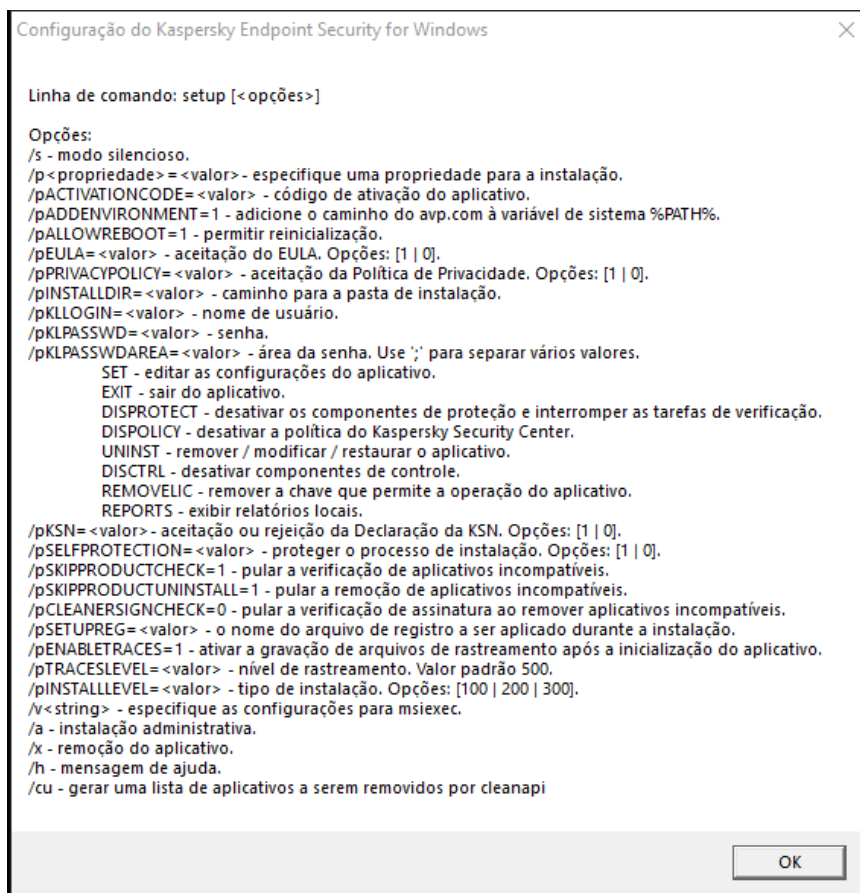 Configuração do Kaspersky Endpoint Security for Windows
Linha de comando: setup [<opções>]
Opções:
/s - modo silencioso.
/p<propriedade>=<valor>- especifique uma propriedade para a instalação.
/pACTIVATIONCODE=<valor> - código de ativação do aplicativo.
/pADDENVIRONMENT=1 - adicione o caminho do avp.com à variável de sistema %PATH%.
/pALLOWREBOOT=1 - permitir reinicialização.
/pEULA=<valor> - aceitação do EULA. Opções: [1 | 0].
/pPRIVACYPOLICY=<valor> - aceitação da Política de Privacidade. Opções: [1 | 0].
/pINSTALLDIR=<valor> - caminho para a pasta de instalação.
/pKLLOGIN=<valor> - nome de usuário.
/pKLPASSWD=<valor> - senha.
/pKLPASSWDAREA=<valor> - área da senha. Use ';' para separar vários valores.
SET - editar as configurações do aplicativo.
EXIT - sair do aplicativo.
DISPROTECT - desativar os componentes de proteção e interromper as tarefas de verificação.
DISPOLICY - desativar a política do Kaspersky Security Center.
UNINST - remover / modificar / restaurar o aplicativo.
DISCTRL - desativar componentes de controle.
REMOVELIC - remover a chave que permite a operação do aplicativo.
REPORTS - exibir relatórios locais.
/pKSN=<valor>- aceitação ou rejeição da Declaração da KSN. Opções: [1 | 0].
/pSELFPROTECTION=<valor> - proteger o processo de instalação. Opções: [1 | 0].
/pSKIPPRODUCTCHECK=1 - pular a verificação de aplicativos incompatíveis.
/pSKIPPRODUCTUNINSTALL=1 - pular a remoção de aplicativos incompatíveis.
/pCLEANERSIGNCHECK=0 - pular a verificação de assinatura ao remover aplicativos incompatíveis.
/pSETUPREG=<valor> - o nome do arquivo de registro a ser aplicado durante a instalação.
/pENABLETRACES=1 - ativar a gravação de arquivos de rastreamento após a inicialização do aplicativo.
/pTRACESLEVEL=<valor> - nível de rastreamento. Valor padrão 500.
/pINSTALLLEVEL=<valor> - tipo de instalação. Opções: [100 | 200 | 300].
/v<string> - especifique as configurações para msiexec.
/a - instalação administrativa.
/x - remoção do aplicativo.
/h - mensagem de ajuda.
/cu - gerar uma lista de aplicativos a serem removidos por cleanapi
OK